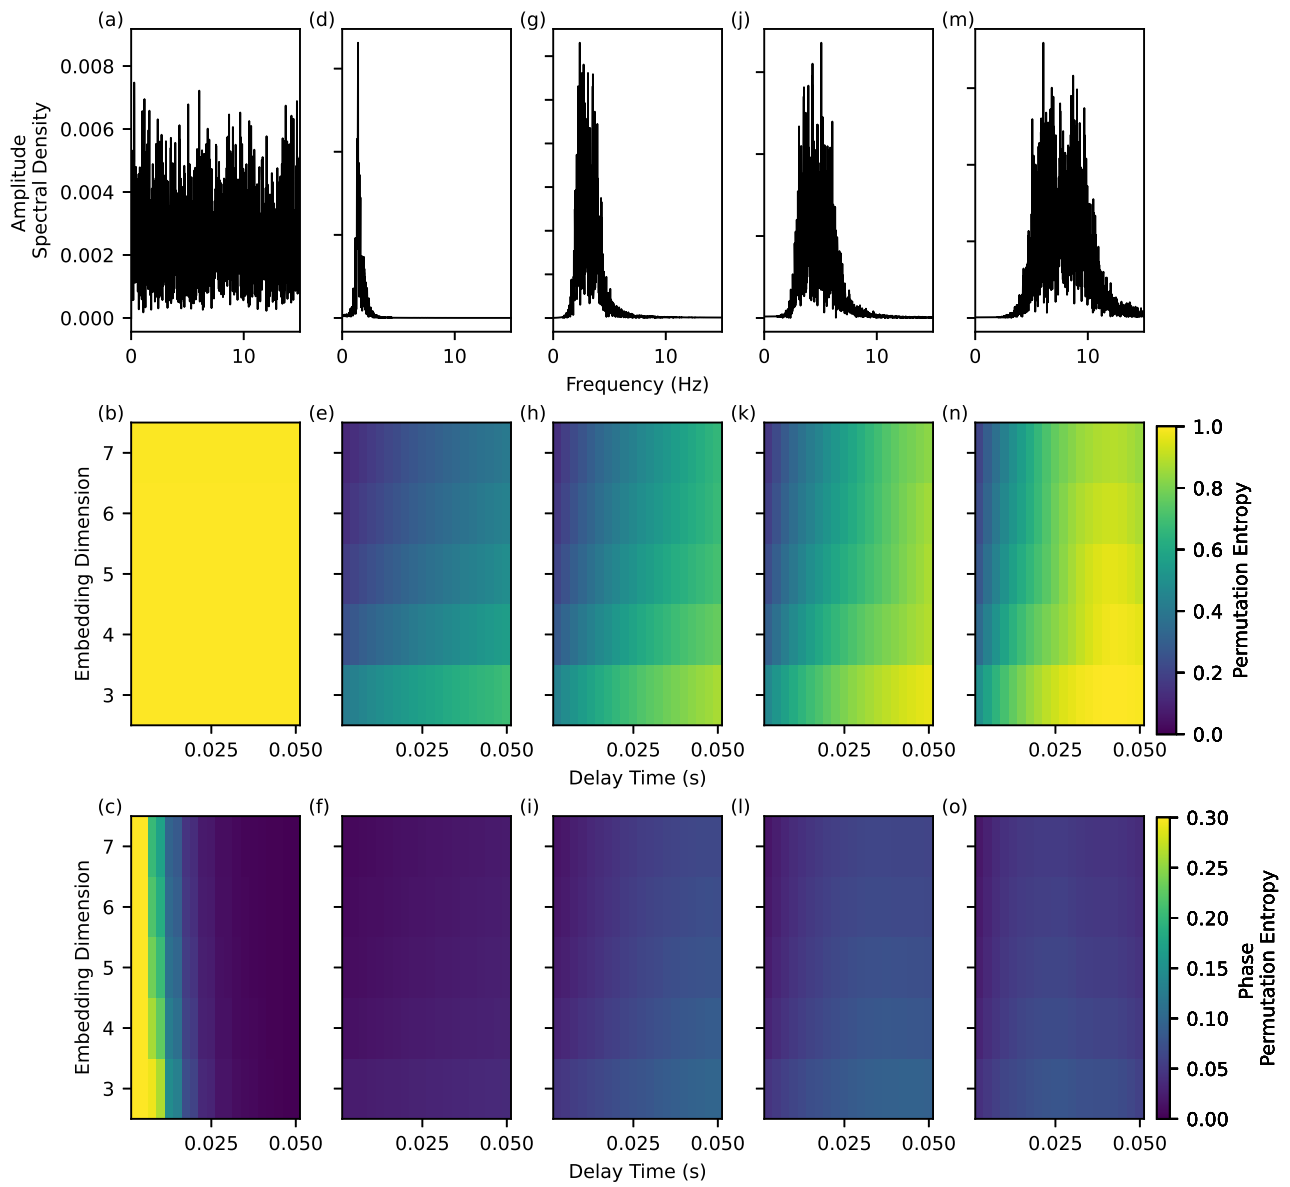 (a) (d) (g) (j) (m)
0.008
0.006
0.004
0.002
0.000
Amplitude
Spectral Density
0 10 0 10 0 10 0 10 0 10
Frequency (Hz)
(b) (e) (h) (k) (n)
7
6
5
4
3
Embedding Dimension
0.025 0.050 0.025 0.050 0.025 0.050 0.025 0.050 0.025 0.050
Delay Time (s)
1.0
0.8
0.6
0.4
0.2
0.0
Permutation Entropy
(c) (f) (i) (l) (o)
7
6
5
4
3
Embedding Dimension
0.025 0.050 0.025 0.050 0.025 0.050 0.025 0.050 0.025 0.050
Delay Time (s)
0.30
0.25
0.20
0.15
0.10
0.05
0.00
Phase
Permutation Entropy